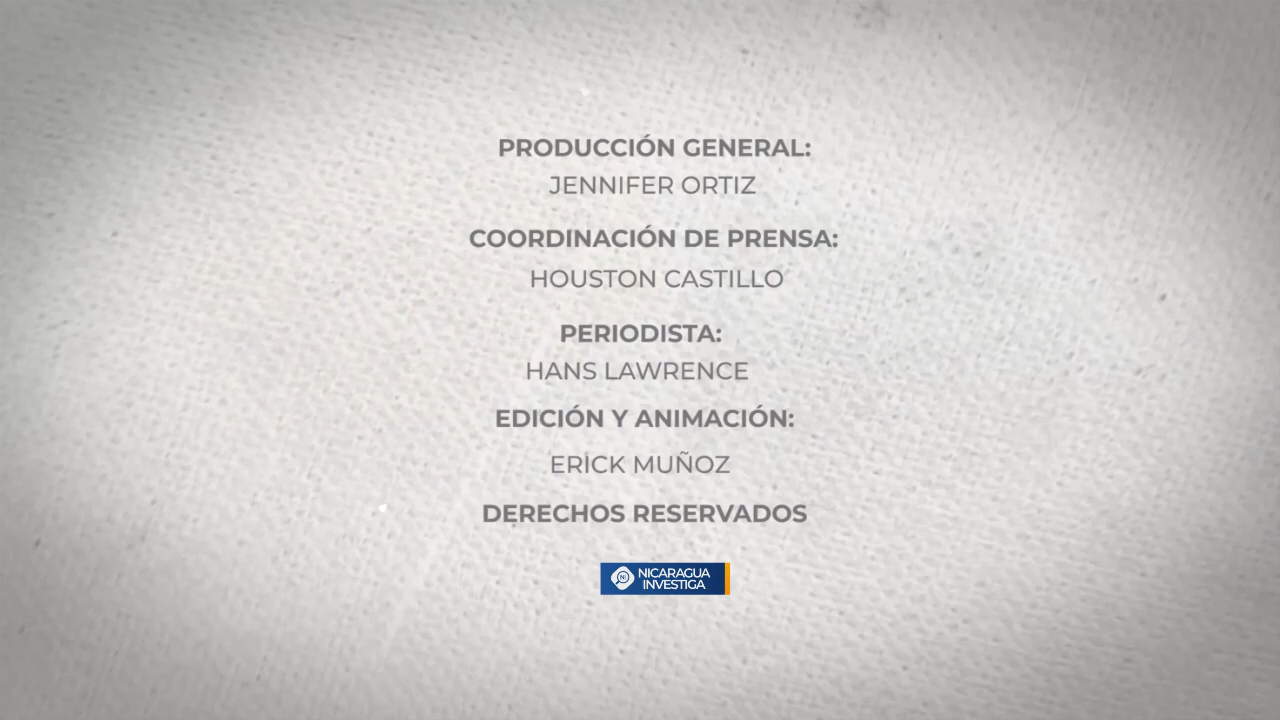 PRODUCCIÓN GENERAL:
JENNIFER ORTIZ
COORDINACIÓN DE PRENSA:
HOUSTON CASTILLO
PERIODISTA:
HANS LAWRENCE
EDICIÓN Y ANIMACIÓN:
ERICK MUÑOZ
DERECHOS RESERVADOS
NI NICARAGUA
INVESTIGA